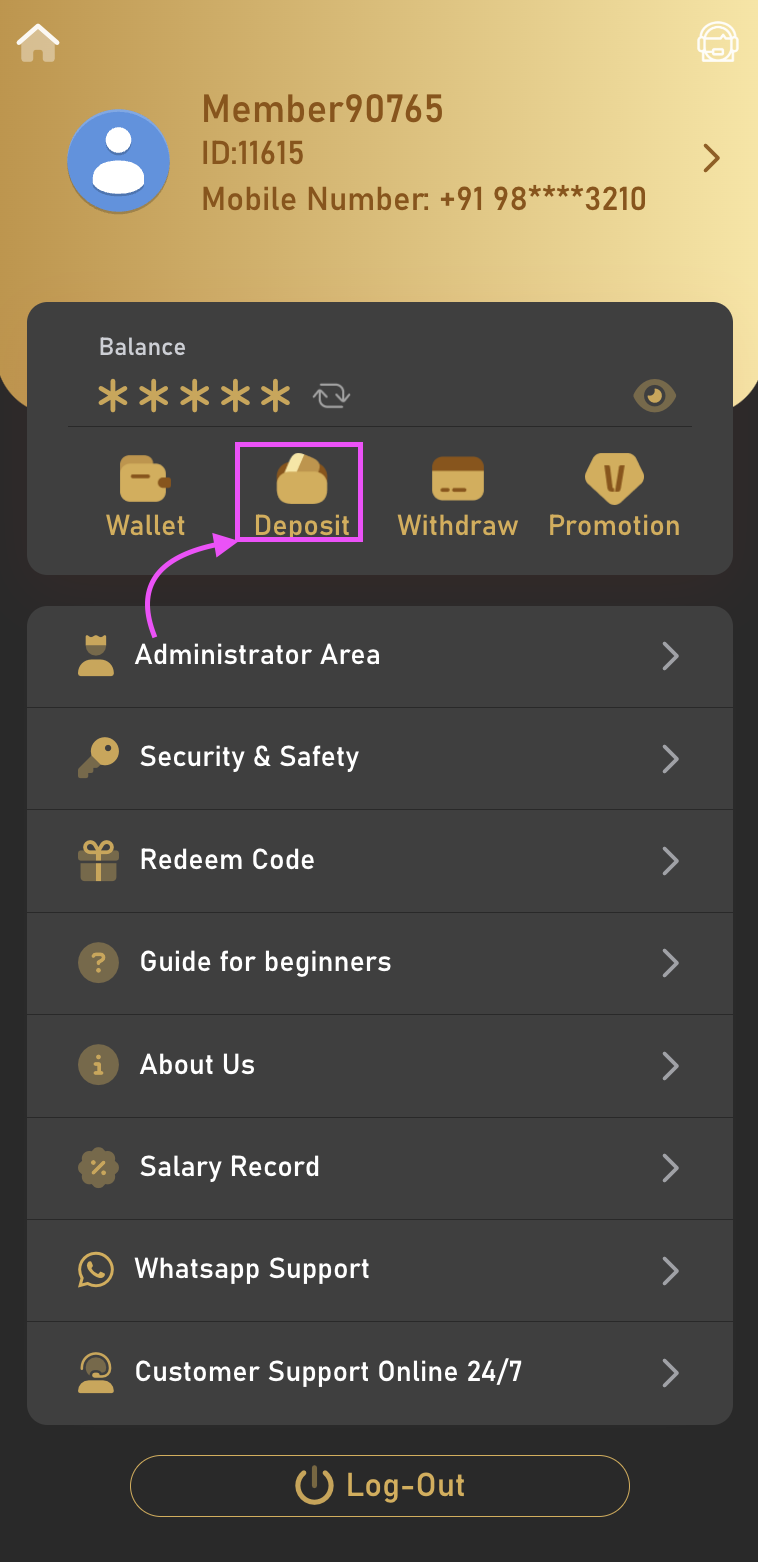 Member90765
ID:11615
Mobile Number: +91 98****3210
Balance
*****
Wallet Deposit Withdraw Promotion
Administrator Area
Security & Safety
Redeem Code
Guide for beginners
About Us
Salary Record
Whatsapp Support
Customer Support Online 24/7
Log-Out